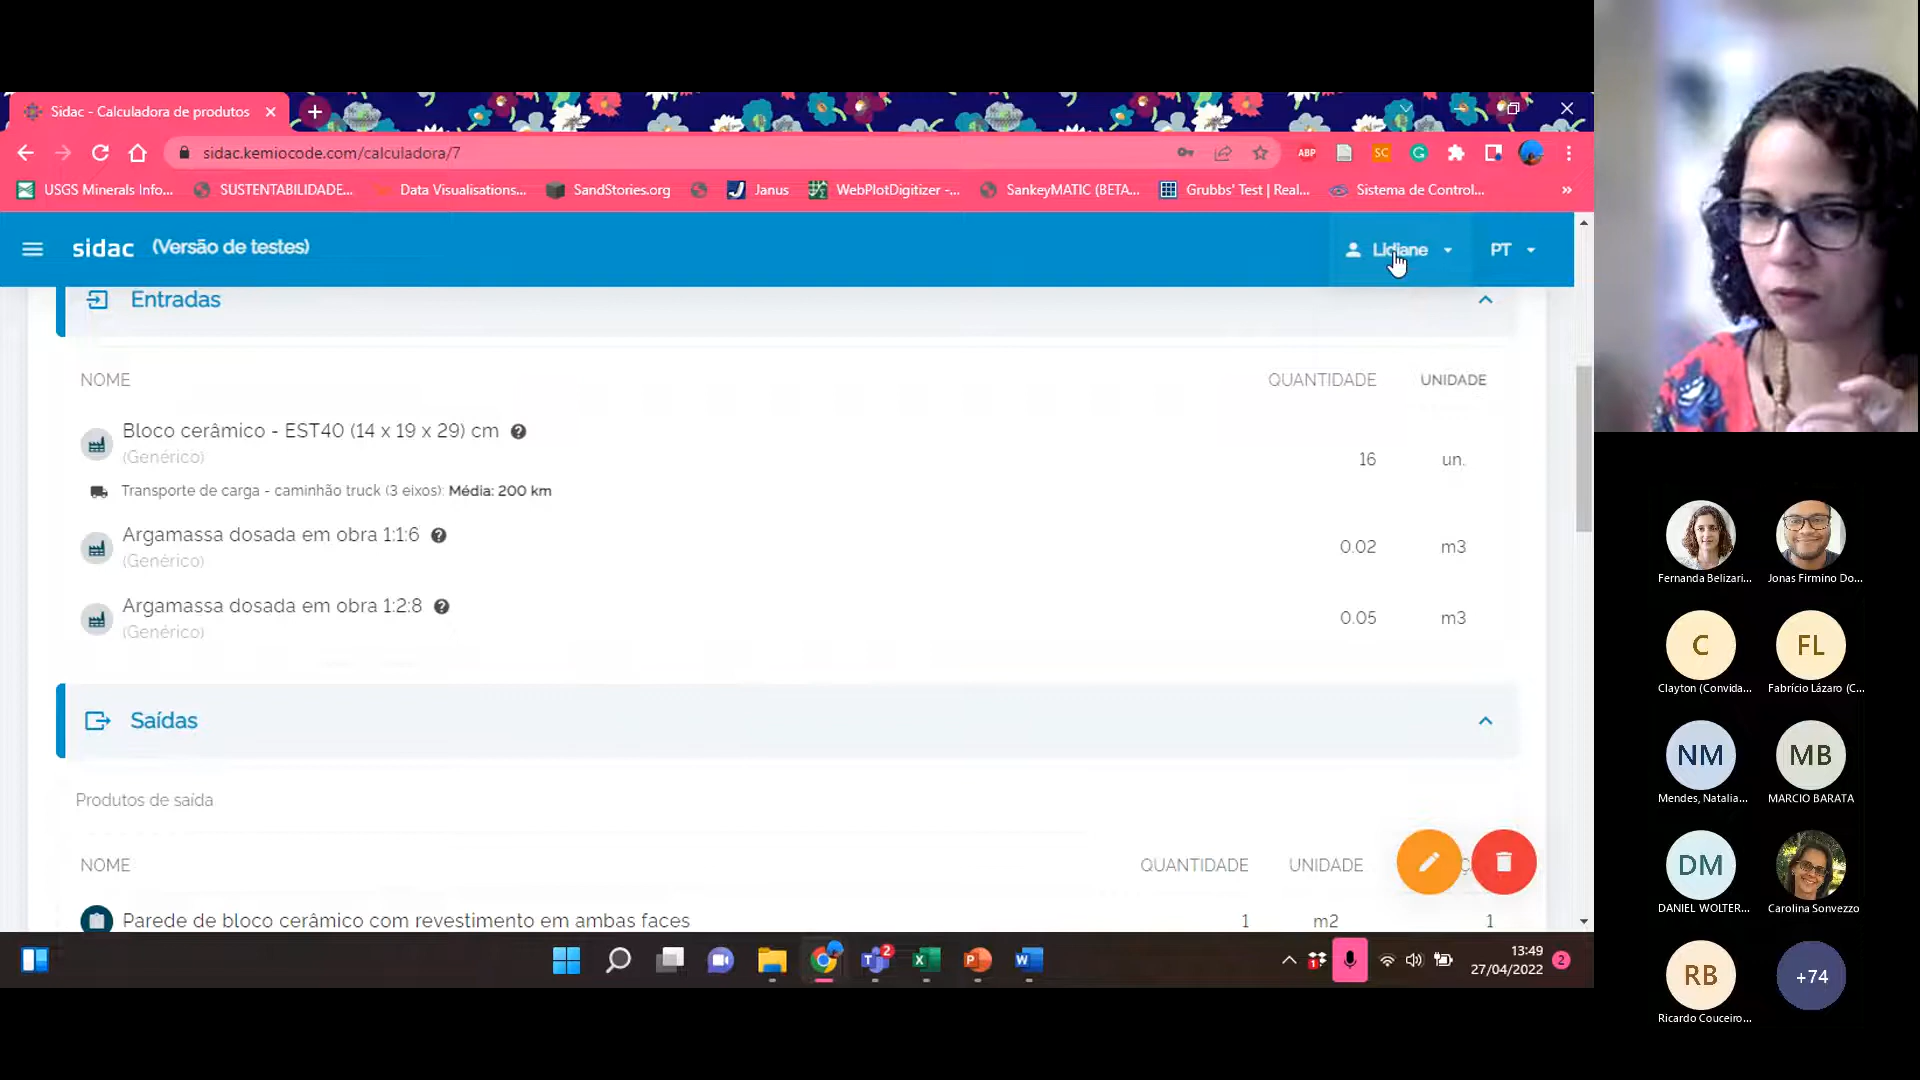 Sidac - Calculadora de produtos
sidac.kemiocode.com/calculadora/7
ABP
SC
USGS Minerals Info...
SUSTENTABILIDADE...
Data Visualisations...
SandStories.org
Janus
WebPlotDigitizer -...
SankeyMATIC (BETA...
Grubbs' Test | Real...
Sistema de Control...
»
sidac (Versão de testes)
Lidiane
PT
Entradas
NOME QUANTIDADE UNIDADE
Bloco cerâmico - EST40 (14 x 19 x 29) cm
(Genérico)
16 un.
Transporte de carga - caminhão truck (3 eixos): Média: 200 km
Argamassa dosada em obra 1:1:6
(Genérico)
0.02 m3
Argamassa dosada em obra 1:2:8
(Genérico)
0.05 m3
Saídas
Produtos de saída
NOME QUANTIDADE UNIDADE
Parede de bloco cerâmico com revestimento em ambas faces 1 m2 1
2
13:49
27/04/2022
2
Fernanda Belizari...
Jonas Firmino Do...
C
FL
Clayton (Convida...
Fabrício Lázaro (C...
NM
MB
Mendes, Natalia...
MARCIO BARATA
DM
DANIEL WOLTER...
Carolina Sonvezzo
RB
+74
Ricardo Couceiro...